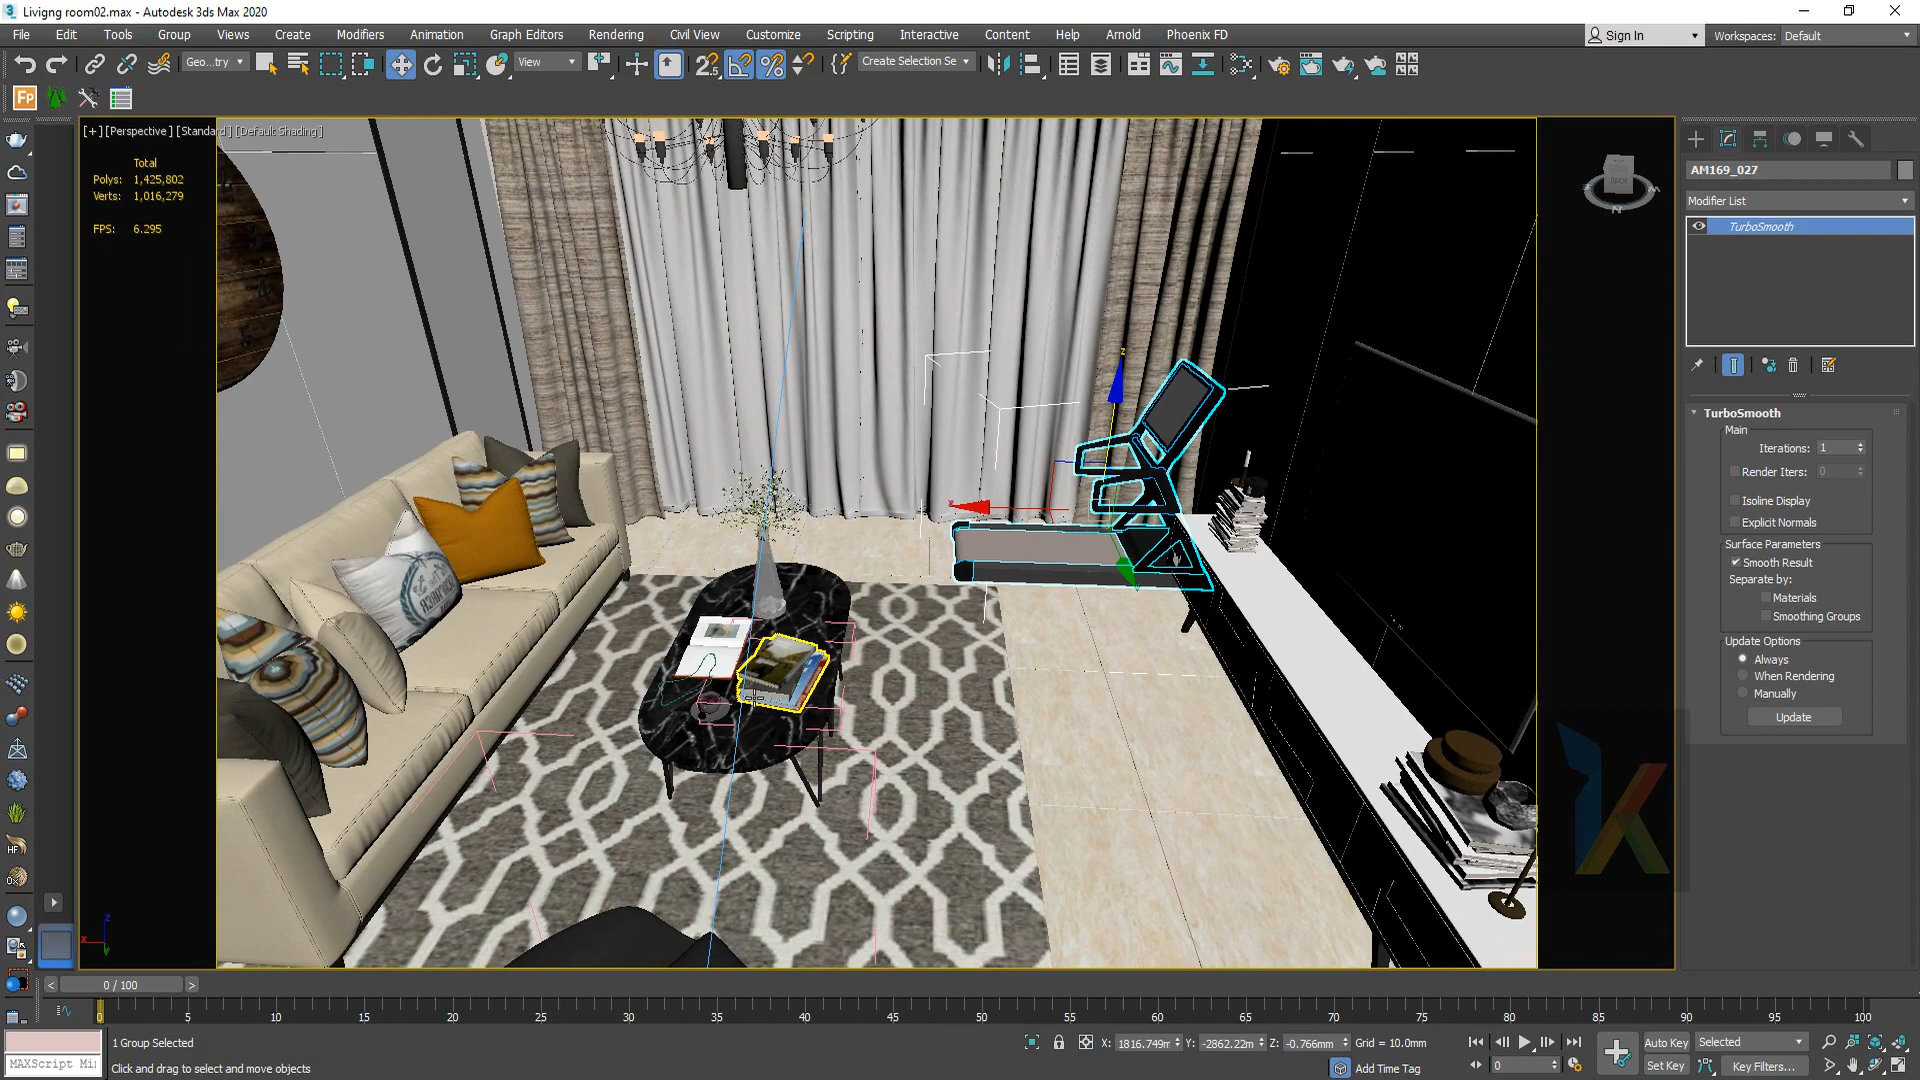 Livigng room02.max - Autodesk 3ds Max 2020
File Edit Tools Group Views Create Modifiers Animation Graph Editors Rendering Civil View Customize Scripting Interactive Content Help Arnold Phoenix FD
Sign In Workspaces: Default
Geo...try View Create Selection Se
Fp
[+] [Perspective] [Standard] [Default Shading]
Total
Polys: 1,425,802
Verts: 1,016,279
FPS: 6.295
AM169_027
Modifier List
TurboSmooth
TurboSmooth
Main
Iterations: 1
Render Iters: 0
Isoline Display
Explicit Normals
Surface Parameters
Smooth Result
Separate by:
Materials
Smoothing Groups
Update Options
Always
When Rendering
Manually
Update
0 / 100
0 5 10 15 20 25 30 35 40 45 50 55 60 65 70 75 80 85 90 95 100
1 Group Selected
X: 1816.749m Y: -2862.22m Z: -0.766mm Grid = 10.0mm
Auto Key Selected
MAXScript Mi
Click and drag to select and move objects
Add Time Tag
0
Set Key Key Filters...